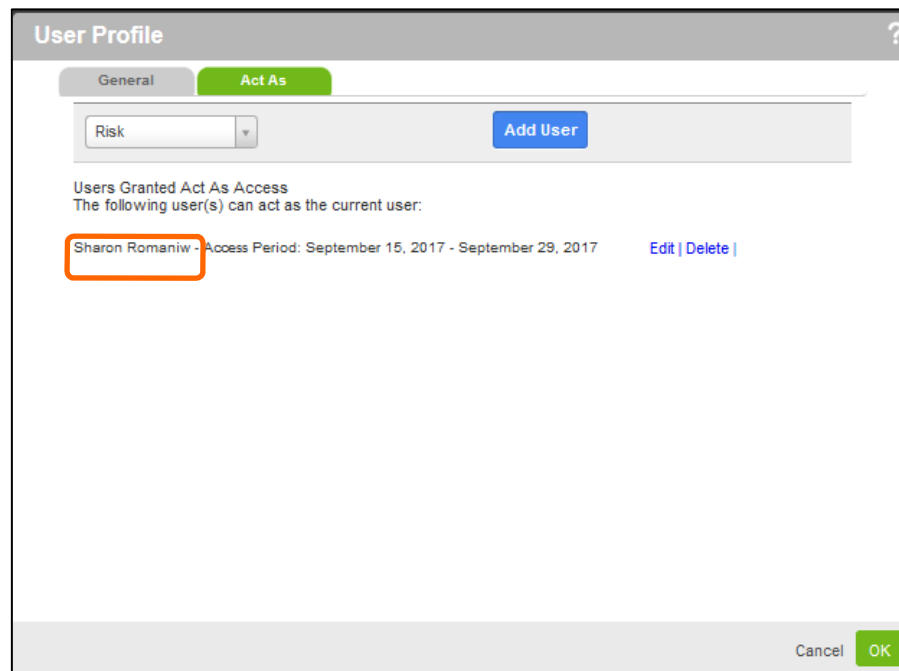 User Profile ?
General Act As
Risk Add User
Users Granted Act As Access
The following user(s) can act as the current user:
Sharon Romaniw - Access Period: September 15, 2017 - September 29, 2017 Edit | Delete |
Cancel OK